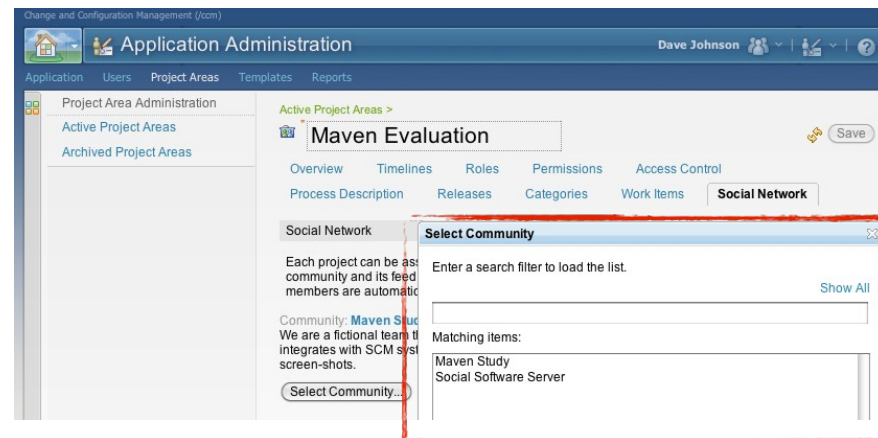 Change and Configuration Management (/ccm)
Application Administration
Dave Johnson
Application Users Project Areas Templates Reports
Project Area Administration
Active Project Areas
Archived Project Areas
Active Project Areas >
* Maven Evaluation
Save
Overview Timelines Roles Permissions Access Control
Process Description Releases Categories Work Items Social Network
Social Network
Each project can be
community and its feed
members are
Community: Maven
We are a fictional team
integrates with SCM
screen-shots.
Select Community...
Select Community
Enter a search filter to load the list.
Show All
Matching items:
Maven Study
Social Software Server